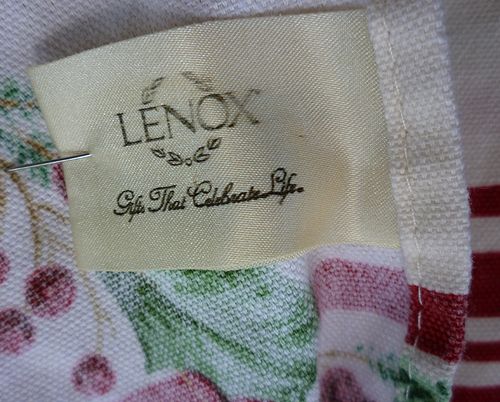 LENOX
Gifts That Celebrate Life.